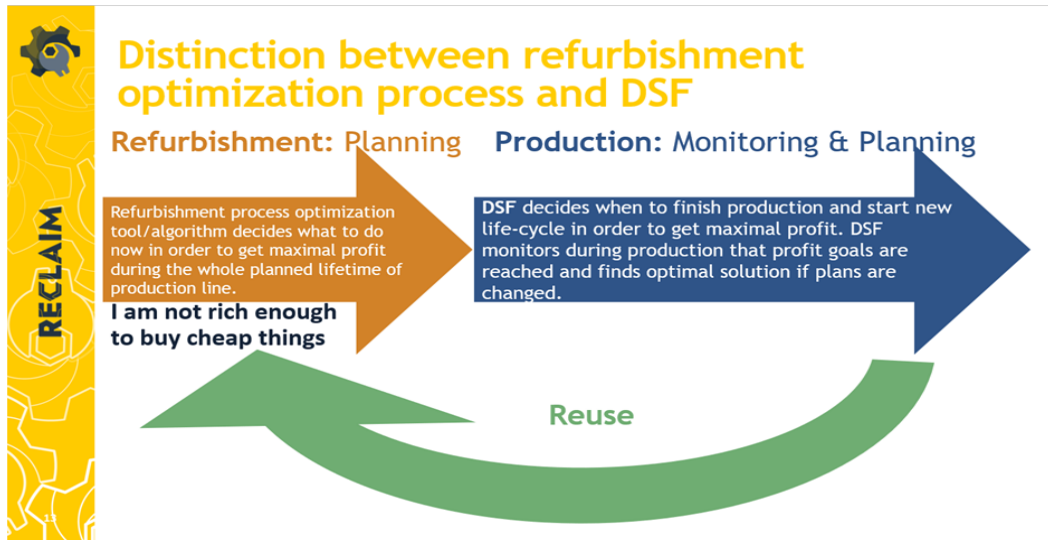 Distinction between refurbishment
optimization process and DSF
Refurbishment: Planning
Production: Monitoring & Planning
Refurbishment process optimization
tool/algorithm decides what to do
now in order to get maximal profit
during the whole planned lifetime of
production line.
I am not rich enough
to buy cheap things
DSF decides when to finish production and start new
life-cycle in order to get maximal profit. DSF
monitors during production that profit goals are
reached and finds optimal solution if plans are
changed.
Reuse
RECLAIM
13